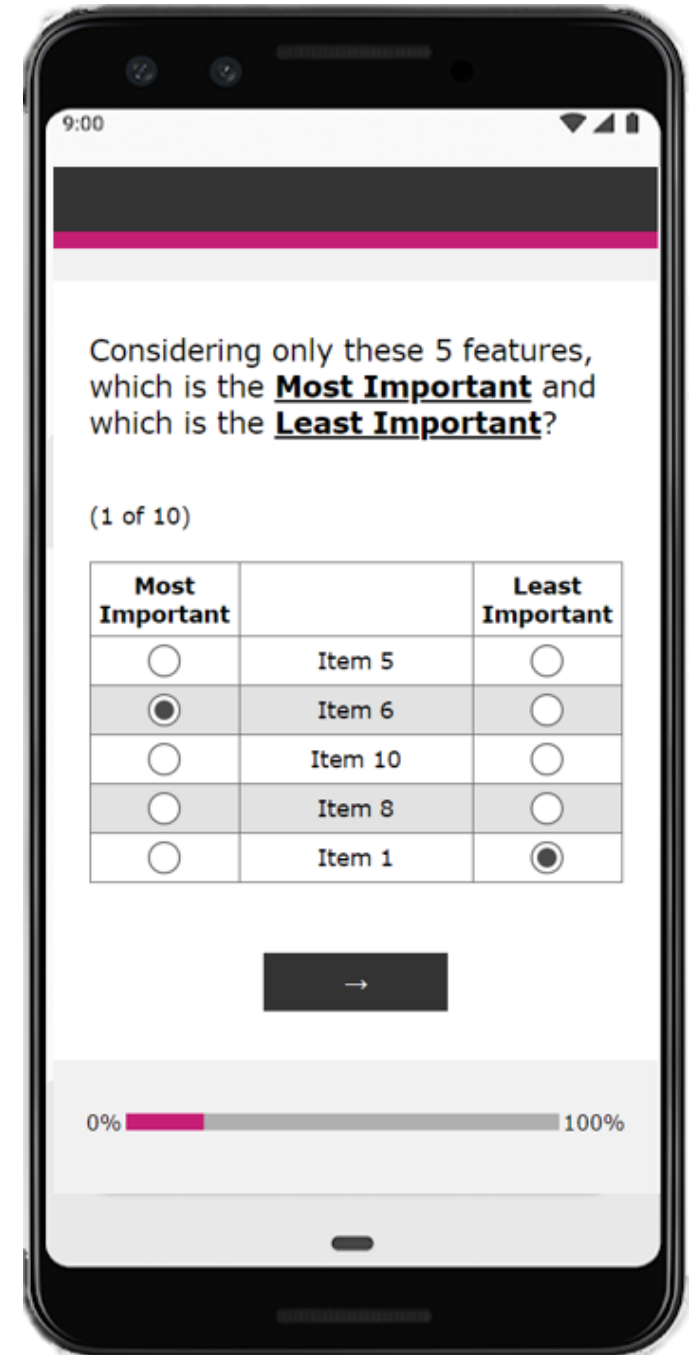 9:00
Considering only these 5 features,
which is the Most Important and
which is the Least Important?
(1 of 10)
Most Important Least Important
Item 5
Item 6
Item 10
Item 8
Item 1
→
0% 100%